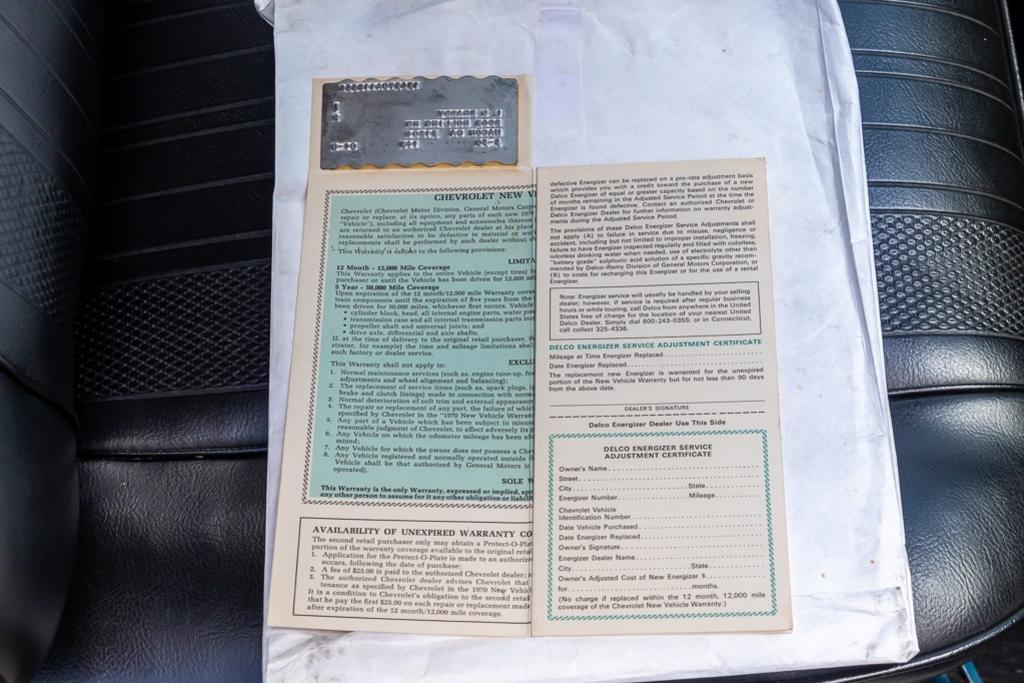 CHEVROLET NEW V
Chevrolet (Chevrolet Motor Division, General Motors Corp
repair or replace, at its option, any parts of each new 197
"Vehicle"), including all equipment and accessories thereon
are returned to an authorized Chevrolet dealer at his place
reasonable satisfaction to be defective in material or w
replacements shall be performed by such dealer without
This Warranty is subject to the following provisions:
LIMIT
12 Month - 12,000 Mile Coverage
This Warranty applies to the entire Vehicle (except tires)
purchaser or until the Vehicle has been driven for 12,000 m
5 Year - 50,000 Mile Coverage
Upon expiration of the 12 month/12,000 mile Warranty cove
train components until the expiration of five years from the
been driven for 50,000 miles, whichever first occurs. Vehicle
• cylinder block, head, all internal engine parts, water pu
• transmission case and all internal transmission parts
• propeller shaft and universal joints; and
• drive axle, differential and axle shafts.
If, at the time of delivery to the original retail purchaser,
strator, for example) the time and mileage limitations shall
such factory or dealer service.
EXCLU
This Warranty shall not apply to:
1. Normal maintenance services (such as, engine tune-up, fu
adjustments and wheel alignment and balancing);
2. The replacement of service items (such as, spark plugs,
brake and clutch linings) made in connection with norm
3. Normal deterioration of soft trim and external appearance
4. The repair or replacement of any part, the failure of which
specified by Chevrolet in the "1970 New Vehicle Warran
5. Any part of a Vehicle which has been subject to misus
reasonable judgment of Chevrolet, to affect adversely its
6. Any Vehicle on which the odometer mileage has been alt
mined;
7. Any Vehicle for which the owner does not possess a Che
8. Any Vehicle registered and normally operated outside
Vehicle shall be that authorized by General Motors
operated).
SOLE W
This Warranty is the only Warranty, expressed or implied,
any other person to assume for it any other obligation or liabili
AVAILABILITY OF UNEXPIRED WARRANTY CO
The second retail purchaser only may obtain a Protect-O-Plat
portion of the warranty coverage available to the original reta
1. Application for the Protect-O-Plate is made to an authoriz
occurs, following the date of purchase;
2. A fee of $25.00 is paid to the authorized Chevrolet dealer;
3. The authorized Chevrolet dealer advises Chevrolet that
tenance as specified by Chevrolet in the 1970 New Vehic
It is a condition to Chevrolet's obligation to the second retai
that he pay the first $25.00 on each repair or replacement made
after expiration of the 12 month/12,000 mile coverage.
defective Energizer can be replaced on a pro-rata adjustment basis
which provides you with a credit toward the purchase of a new
Delco Energizer of equal or greater capacity based on the number
of months remaining in the Adjusted Service Period at the time the
Energizer is found defective. Contact an authorized Chevrolet or
Delco Energizer Dealer for further information on warranty adjust-
ments during the Adjusted Service Period.
The provisions of these Delco Energizer Service Adjustments shall
not apply (A) to failure in service due to misuse, negligence or
accident, including but not limited to improper installation, freezing,
failure to have Energizer inspected regularly and filled with colorless,
odorless drinking water when needed, use of electrolyte other than
"battery grade" sulphuric acid solution of a specific gravity recom-
mended by Delco-Remy Division of General Motors Corporation, or
(B) to costs for recharging this Energizer or for the use of a rental
Energizer.
Note: Energizer service will usually be handled by your selling
dealer; however, if service is required after regular business
hours or while touring, call collect from anywhere in the United
States free of charge for the location of your nearest United
Delco Dealer. Simply dial 800-243-0355; or in Connecticut,
call collect 325-4336.
DELCO ENERGIZER SERVICE ADJUSTMENT CERTIFICATE
Mileage at Time Energizer Replaced
Date Energizer Replaced
The replacement new Energizer is warranted for the unexpired
portion of the New Vehicle Warranty but for not less than 90 days
from the above date.
DEALER'S SIGNATURE
Delco Energizer Dealer Use This Side
DELCO ENERGIZER SERVICE
ADJUSTMENT CERTIFICATE
Owner's Name
Street
City State
Energizer Number Mileage
Chevrolet Vehicle
Identification Number
Date Vehicle Purchased
Date Energizer Replaced
Owner's Signature
Energizer Dealer Name
City State
Owner's Adjusted Cost of New Energizer $
for months.
(No charge if replaced within the 12 month, 12,000 mile
coverage of the Chevrolet New Vehicle Warranty.)